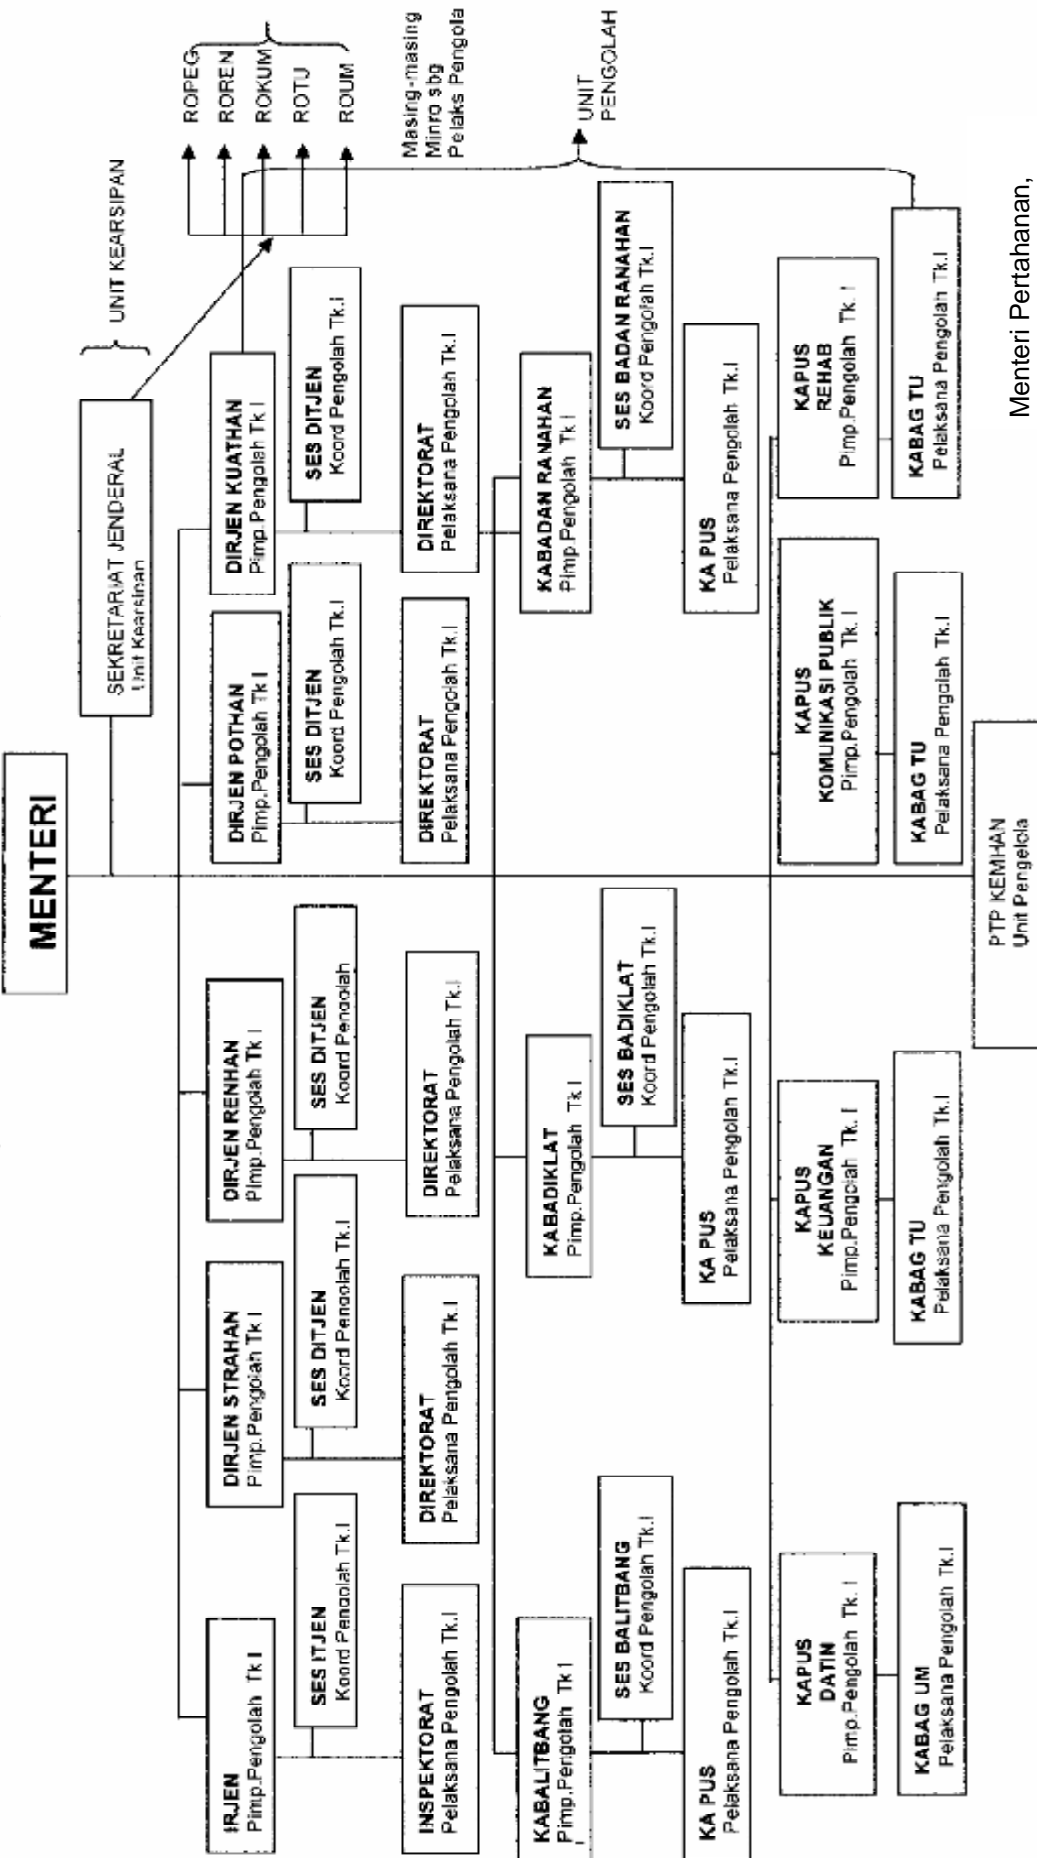 MENTERI
SEKRETARIAT JENDERAL
Unit Kearsipan
UNIT KEARSIPAN
ROPEG
ROREN
ROKUM
ROTU
ROUM
Masing-masing
Minro sbg
Pelaks Pengola
IRJEN
Pimp.Pengolah Tk I
DIRJEN STRAHAN
Pimp.Pengolah Tk I
DIRJEN RENHAN
Pimp.Pengolah Tk I
DIRJEN POTHAN
Pimp.Pengolah Tk I
DIRJEN KUATHAN
Pimp.Pengolah Tk I
SES ITJEN
Koord Pengolah Tk.I
SES DITJEN
Koord Pengolah Tk.I
SES DITJEN
Koord Pengolah
SES DITJEN
Koord Pengolah Tk.I
SES DITJEN
Koord Pengolah Tk.I
INSPEKTORAT
Pelaksana Pengolah Tk.I
DIREKTORAT
Pelaksana Pengolah Tk.I
DIREKTORAT
Pelaksana Pengolah Tk.I
DIREKTORAT
Pelaksana Pengolah Tk.I
DIREKTORAT
Pelaksana Pengolah Tk.I
KABALITBANG
Pimp.Pengolah Tk I
KABADIKLAT
Pimp.Pengolah Tk I
KABADAN RANAHAN
Pimp.Pengolah Tk I
UNIT
PENGOLAH
SES BALITBANG
Koord Pengolah Tk.I
SES BADIKLAT
Koord Pengolah Tk.I
SES BADAN RANAHAN
Koord Pengolah Tk.I
KA PUS
Pelaksana Pengolah Tk.I
KA PUS
Pelaksana Pengolah Tk.I
KA PUS
Pelaksana Pengolah Tk.I
KAPUS
DATIN
Pimp.Pengolah Tk. I
KAPUS
KEUANGAN
Pimp.Pengolah Tk. I
KAPUS
KOMUNIKASI PUBLIK
Pimp.Pengolah Tk. I
KAPUS
REHAB
Pimp.Pengolah Tk. I
KABAG UM
Pelaksana Pengolah Tk.I
KABAG TU
Pelaksana Pengolah Tk.I
KABAG TU
Pelaksana Pengolah Tk.I
KABAG TU
Pelaksana Pengolah Tk.I
PTP KEMHAN
Unit Pengelola
Menteri Pertahanan,